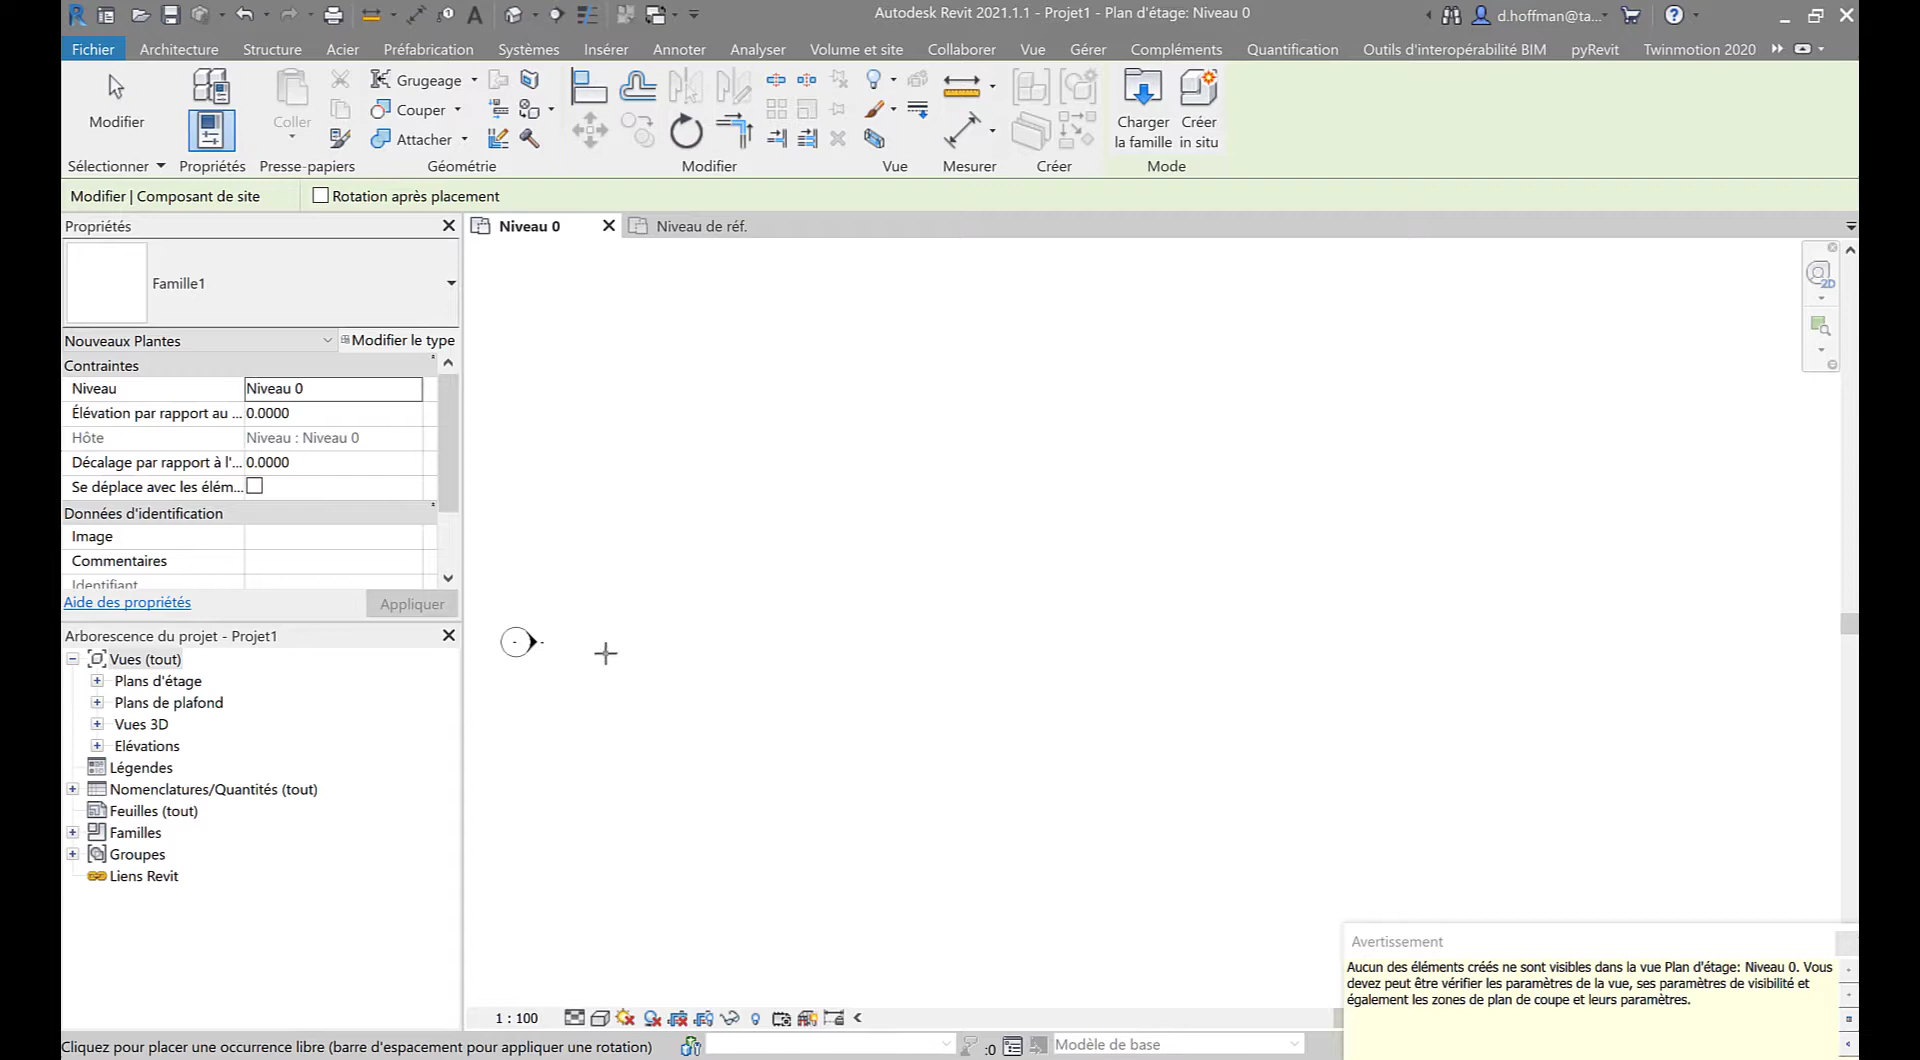 Autodesk Revit 2021.1.1 - Projet1 - Plan d'étage: Niveau 0
d.hoffman@ta...
Fichier Architecture Structure Acier Préfabrication Systèmes Insérer Annoter Analyser Volume et site Collaborer Vue Gérer Compléments Quantification Outils d'interopérabilité BIM pyRevit Twinmotion 2020
Modifier
Coller
Grugeage
Couper
Attacher
Charger la famille
Créer in situ
Sélectionner Propriétés Presse-papiers Géométrie Modifier Vue Mesurer Créer Mode
Modifier | Composant de site Rotation après placement
Propriétés
Niveau 0
Niveau de réf.
2D
Famille1
Nouveaux Plantes Modifier le type
Contraintes
Niveau Niveau 0
Élévation par rapport au ... 0.0000
Hôte Niveau : Niveau 0
Décalage par rapport à l'... 0.0000
Se déplace avec les élém...
Données d'identification
Image
Commentaires
Identifiant
Aide des propriétés Appliquer
Arborescence du projet - Projet1
Vues (tout)
Plans d'étage
Plans de plafond
Vues 3D
Elévations
Légendes
Nomenclatures/Quantités (tout)
Feuilles (tout)
Familles
Groupes
Liens Revit
Avertissement
Aucun des éléments créés ne sont visibles dans la vue Plan d'étage: Niveau 0. Vous
devez peut être vérifier les paramètres de la vue, ses paramètres de visibilité et
également les zones de plan de coupe et leurs paramètres.
1 : 100
Cliquez pour placer une occurrence libre (barre d'espacement pour appliquer une rotation)
:0
Modèle de base